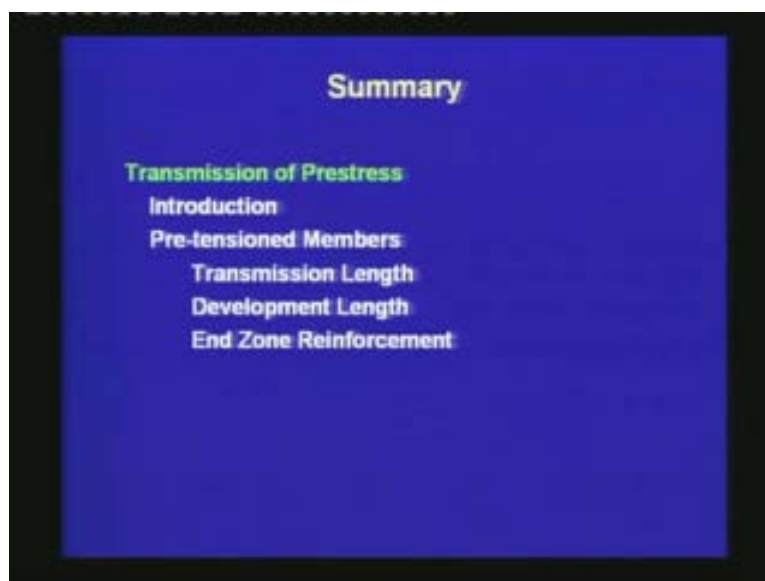 Summary
Transmission of Prestress
Introduction
Pre-tensioned Members
Transmission Length
Development Length
End Zone Reinforcement